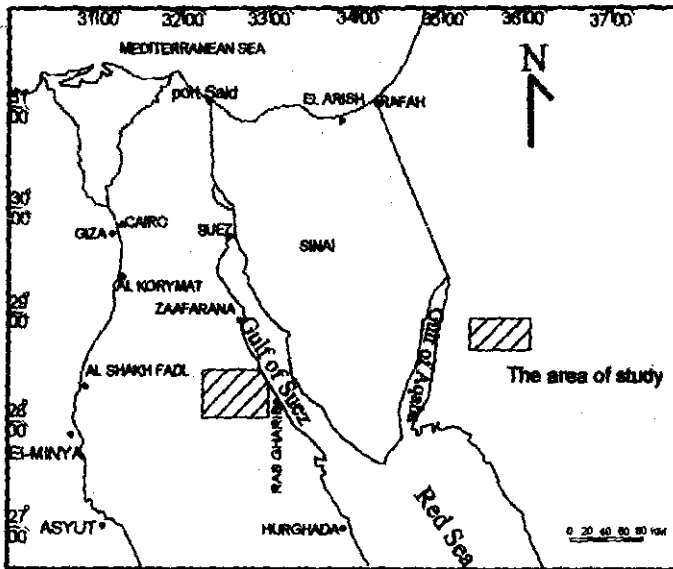 31°00' 32°00' 33°00' 34°00' 35°00' 36°00' 37°00'
MEDITERRANEAN SEA
N
port Said
EL ARISH
RAFAH
31°
00'
30°
00'
CAIRO
GIZA
SUEZ
SINAI
AL KORYMAT
29°
00'
ZAAFARANA
Gulf of Suez
Gulf of Aqaba
The area of study
AL SHAKH FADL
28°
00'
RAS GHARIB
El-MINYA
27°
00'
ASYUT
HURGHADA
Red Sea
0 20 40 60 80 KM